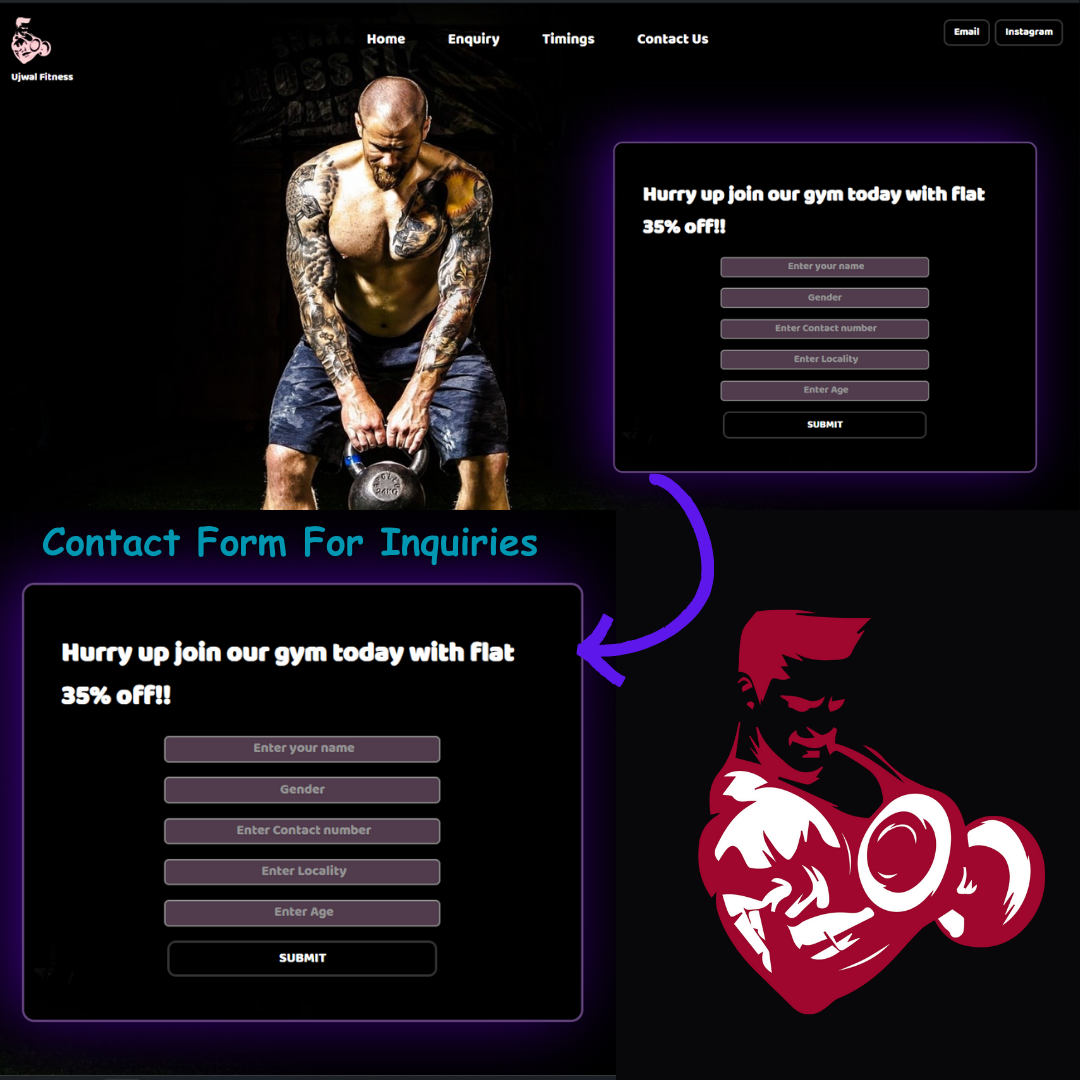 Home
Enquiry
Timings
Contact Us
Email
Instagram
Ujwal Fitness
CROSS FIT
Hurry up join our gym today with flat
35% off!!
Enter your name
Gender
Enter Contact number
Enter Locality
Enter Age
SUBMIT
24KG
Contact Form For Inquiries
Hurry up join our gym today with flat
35% off!!
Enter your name
Gender
Enter Contact number
Enter Locality
Enter Age
SUBMIT